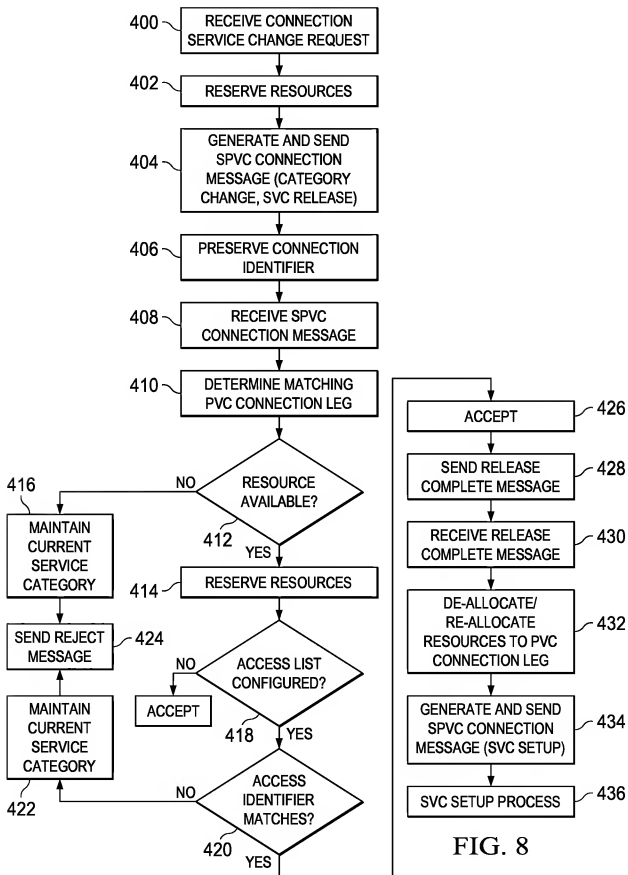 400
RECEIVE CONNECTION
SERVICE CHANGE REQUEST
402
RESERVE RESOURCES
404
GENERATE AND SEND
SPVC CONNECTION
MESSAGE (CATEGORY
CHANGE, SVC RELEASE)
406
PRESERVE CONNECTION
IDENTIFIER
408
RECEIVE SPVC
CONNECTION MESSAGE
410
DETERMINE MATCHING
PVC CONNECTION LEG
RESOURCE
AVAILABLE?
412
NO
YES
416
MAINTAIN
CURRENT
SERVICE
CATEGORY
414
RESERVE RESOURCES
SEND REJECT
MESSAGE
424
ACCESS LIST
CONFIGURED?
418
NO
ACCEPT
YES
MAINTAIN
CURRENT
SERVICE
CATEGORY
422
NO
ACCESS
IDENTIFIER
MATCHES?
420
YES
ACCEPT
426
SEND RELEASE
COMPLETE MESSAGE
428
RECEIVE RELEASE
COMPLETE MESSAGE
430
DE-ALLOCATE/
RE-ALLOCATE
RESOURCES TO PVC
CONNECTION LEG
432
GENERATE AND SEND
SPVC CONNECTION
MESSAGE (SVC SETUP)
434
SVC SETUP PROCESS
436
FIG. 8